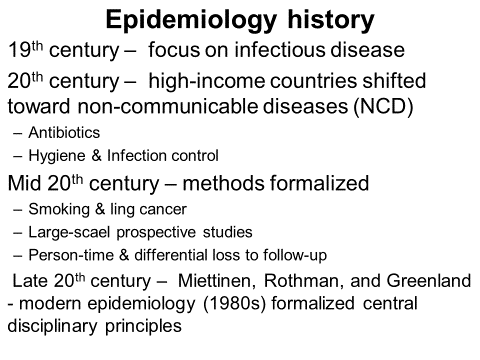 Epidemiology history
19th century – focus on infectious disease
20th century – high-income countries shifted
toward non-communicable diseases (NCD)
– Antibiotics
– Hygiene & Infection control
Mid 20th century – methods formalized
– Smoking & ling cancer
– Large-scael prospective studies
– Person-time & differential loss to follow-up
Late 20th century – Miettinen, Rothman, and Greenland
- modern epidemiology (1980s) formalized central
disciplinary principles